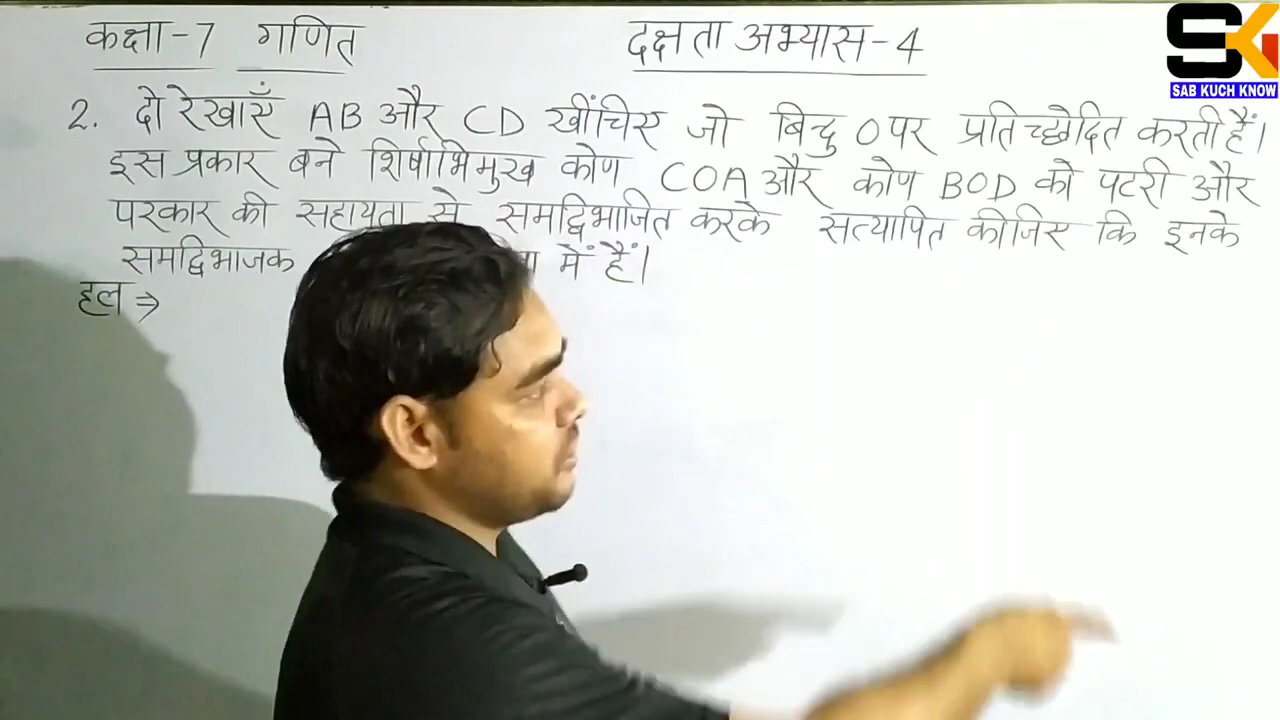 कक्षा-7 गणित
दक्षता अभ्यास-4
SK
SAB KUCH KNOW
2. दो रेखाएँ AB और CD खींचिए जो बिन्दु O पर प्रतिच्छेदित करती हैं।
इस प्रकार बने शिर्षाभिमुख कोण COA और कोण BOD को पटरी और
परकार की सहायता से समद्विभाजित करके सत्यापित कीजिए कि इनके
समद्विभाजक में हैं।
हल ⇒